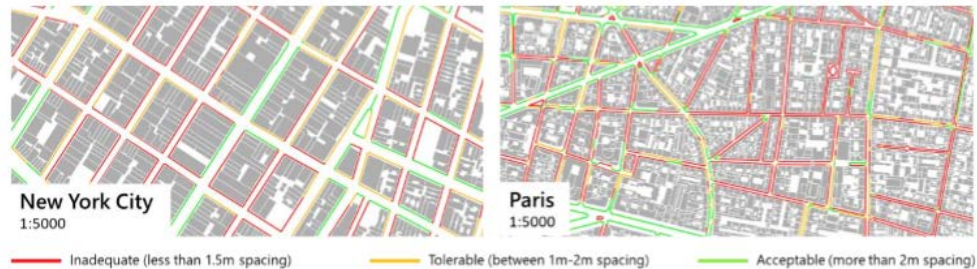 New York City
1:5000
Paris
1:5000
Inadequate (less than 1.5m spacing)
Tolerable (between 1m-2m spacing)
Acceptable (more than 2m spacing)